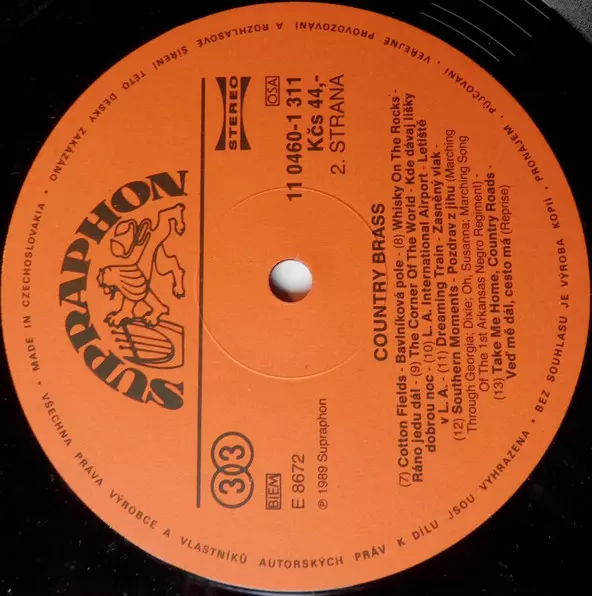 • MADE IN CZECHOSLOVAKIA • VŠECHNA PRÁVA VÝROBCE A VLASTNÍKŮ AUTORSKÝCH PRÁV K DÍLU JSOU VYHRAZENA • BEZ SOUHLASU JE VÝROBA KOPIÍ • PRONÁJEM • PŮJČOVÁNÍ • VEŘEJNÉ PROVOZOVÁNÍ A ROZHLASOVÉ ŠÍŘENÍ TÉTO DESKY ZAKÁZÁNO
SUPRAPHON
33
BIEM
E 8672
℗ 1989 Supraphon
STEREO
OSA
11 0460-1 311
Kčs 44,-
2. STRANA
COUNTRY BRASS
(7) Cotton Fields - Bavlníková pole - (8) Whisky On The Rocks -
Ráno jedu dál - (9) The Corner Of The World - Kde dávaj lišky
dobrou noc - (10) L. A. International Airport - Letiště
v L. A. - (11) Dreaming Train - Zasněný vlak -
(12) Southern Moments - Pozdrav z jihu (Marching
Through Georgia; Dixie; Oh, Susanna; Marching Song
Of The 1st Arkansas Negro Regiment) -
(13) Take Me Home, Country Roads -
Veď mě dál, cesto má (Reprise)